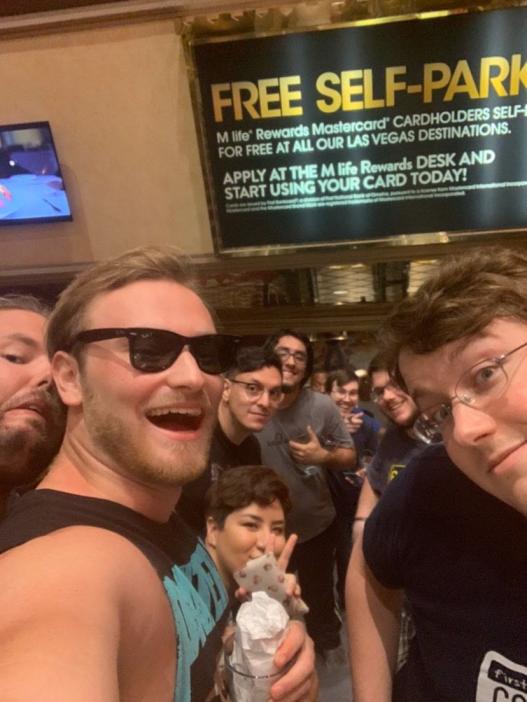 FREE SELF-PARK
M life® Rewards Mastercard® CARDHOLDERS SELF-P
FOR FREE AT ALL OUR LAS VEGAS DESTINATIONS.
APPLY AT THE M life Rewards DESK AND
START USING YOUR CARD TODAY!
first